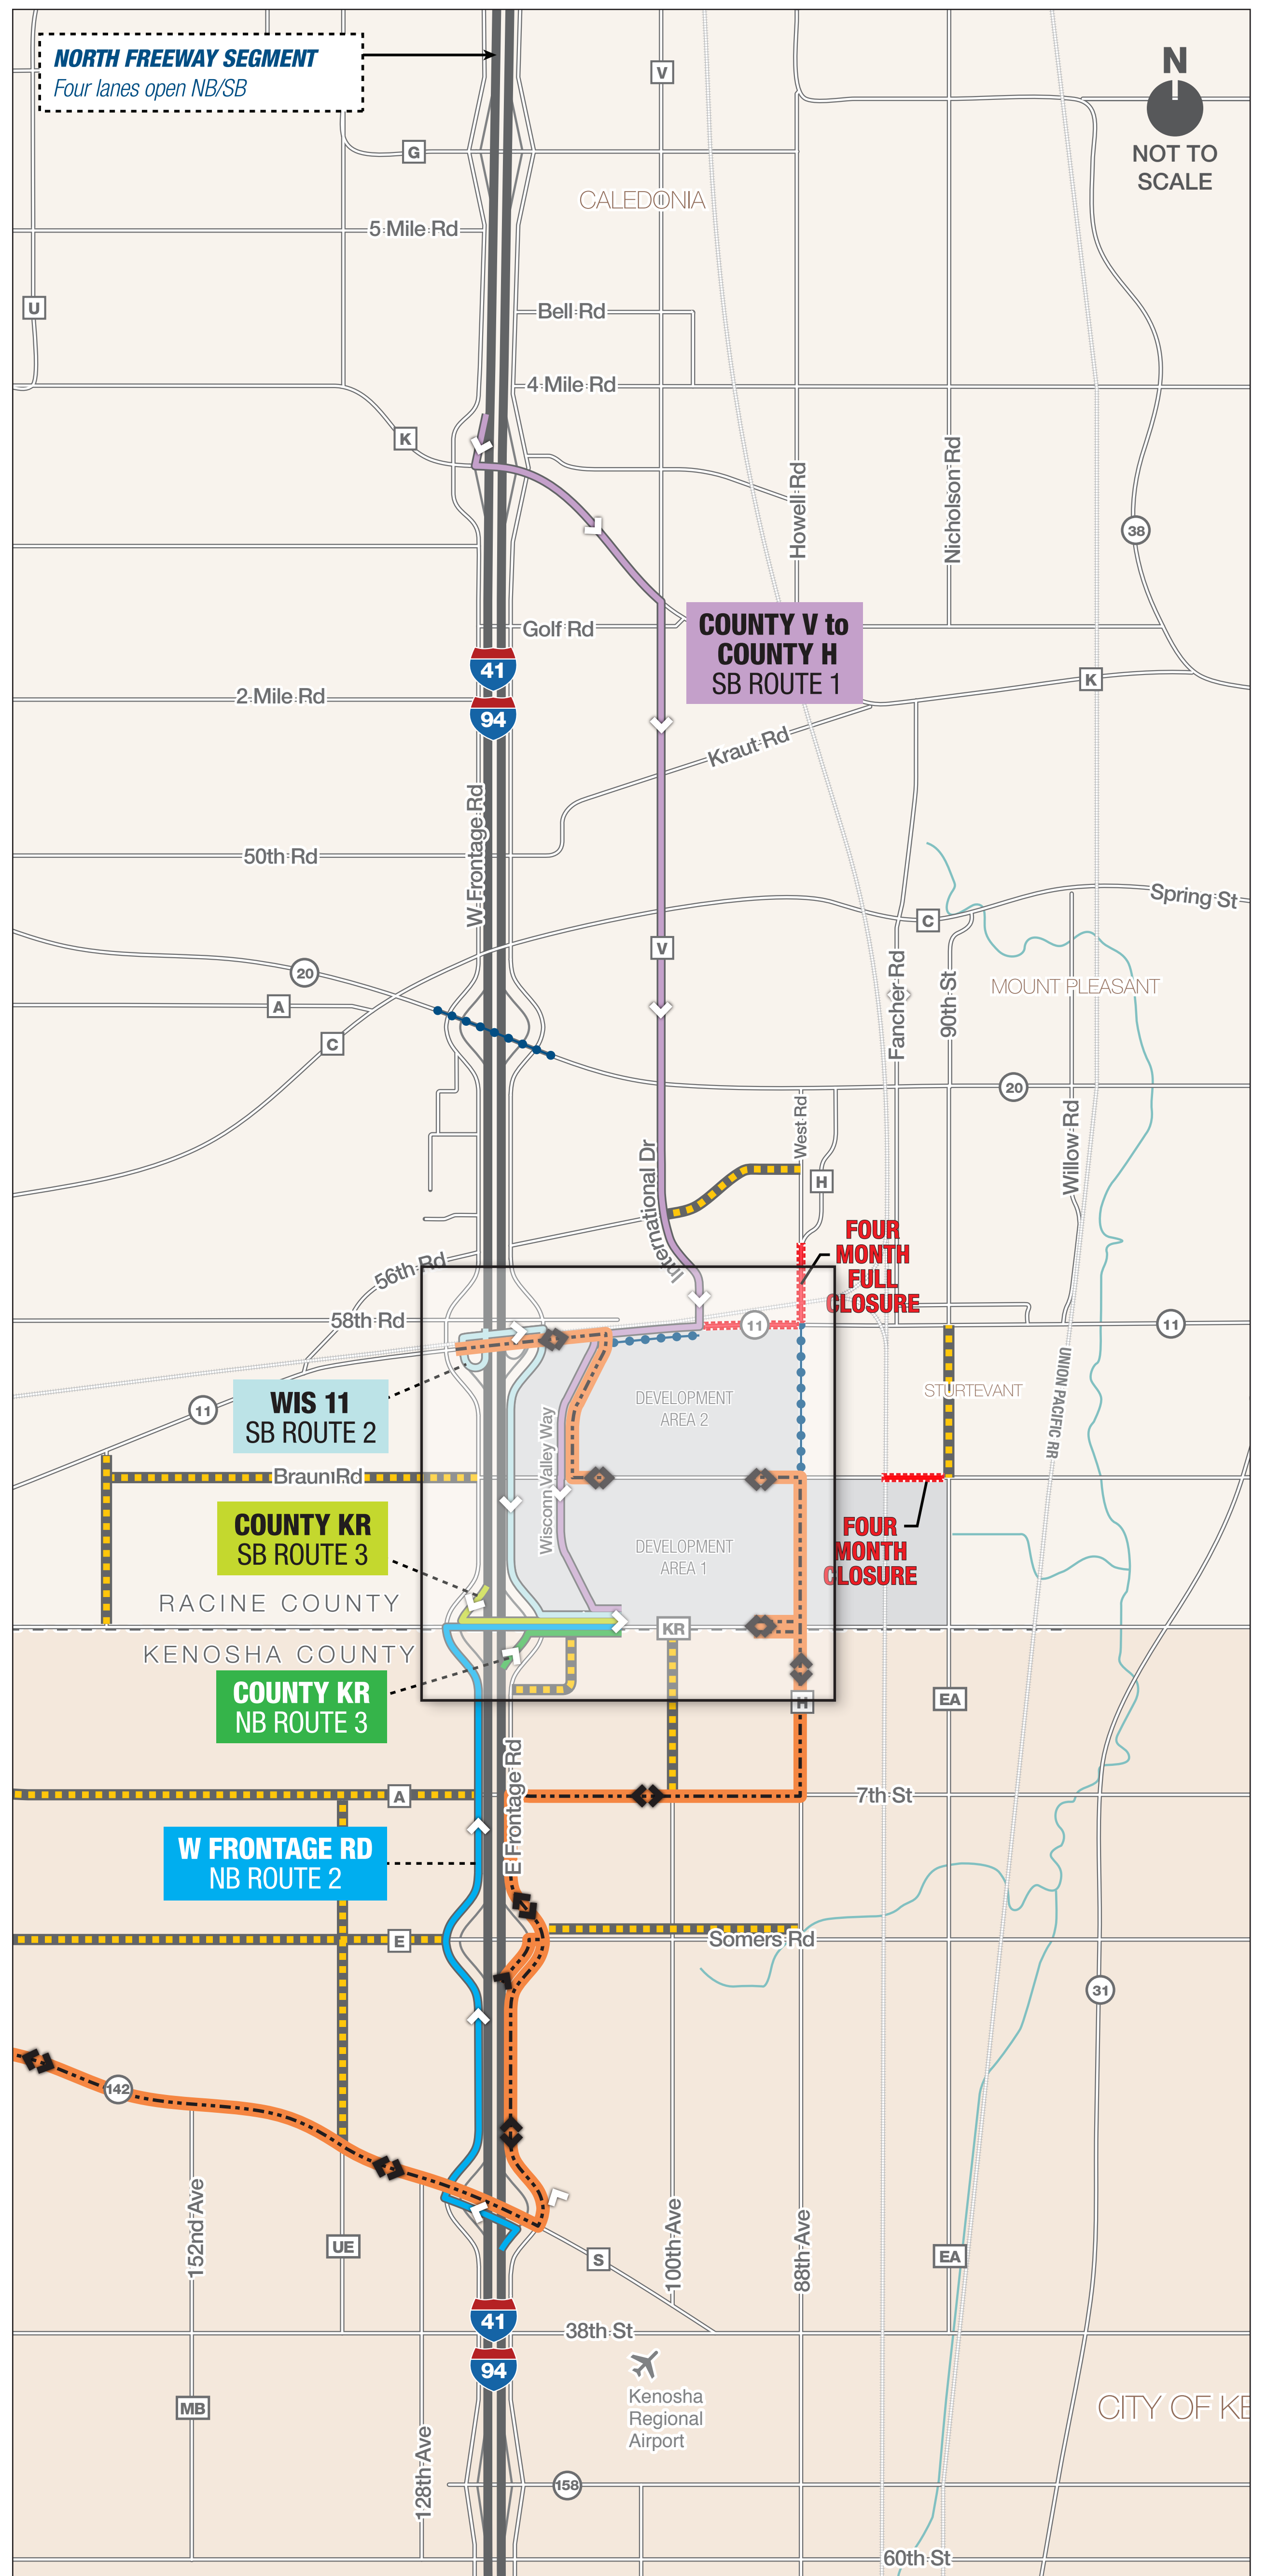 NORTH FREEWAY SEGMENT
Four lanes open NB/SB
V
N
NOT TO
SCALE
G
CALEDONIA
5 Mile Rd
U
Bell Rd
4 Mile Rd
K
Howell Rd
Nicholson Rd
38
COUNTY V to
COUNTY H
SB ROUTE 1
Golf Rd
41
K
2 Mile Rd
94
Kraut Rd
W Frontage Rd
50th Rd
Spring St
C
V
20
Fancher Rd
90th St
MOUNT PLEASANT
A
C
20
West Rd
Willow Rd
International Dr
H
FOUR
MONTH
FULL
CLOSURE
56th Rd
58th Rd
11
11
UNION PACIFIC RR
WIS 11
SB ROUTE 2
11
DEVELOPMENT
AREA 2
STURTEVANT
Wisconn Valley Way
Braun Rd
COUNTY KR
SB ROUTE 3
FOUR
MONTH
CLOSURE
DEVELOPMENT
AREA 1
RACINE COUNTY
KR
KENOSHA COUNTY
COUNTY KR
NB ROUTE 3
H
EA
E Frontage Rd
A
7th St
W FRONTAGE RD
NB ROUTE 2
E
Somers Rd
31
142
152nd Ave
UE
S
100th Ave
88th Ave
EA
41
38th St
94
Kenosha
Regional
Airport
MB
CITY OF KE
128th Ave
158
60th St